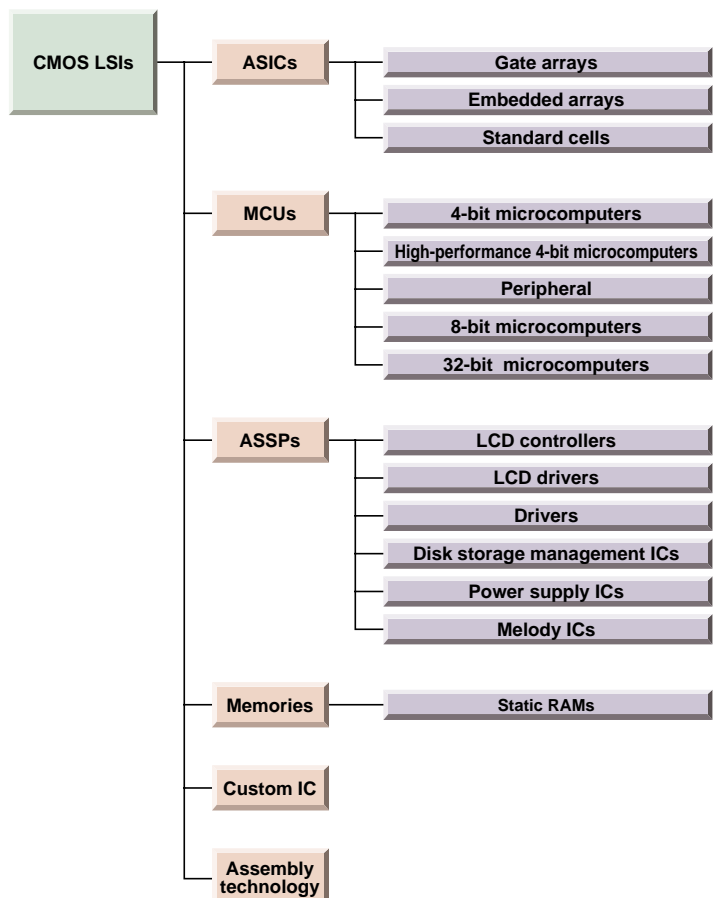 CMOS LSIs
ASICs
Gate arrays
Embedded arrays
Standard cells
MCUs
4-bit microcomputers
High-performance 4-bit microcomputers
Peripheral
8-bit microcomputers
32-bit  microcomputers
ASSPs
LCD controllers
LCD drivers
Drivers
Disk storage management ICs
Power supply ICs
Melody ICs
Memories
Static RAMs
Custom IC
Assembly
technology